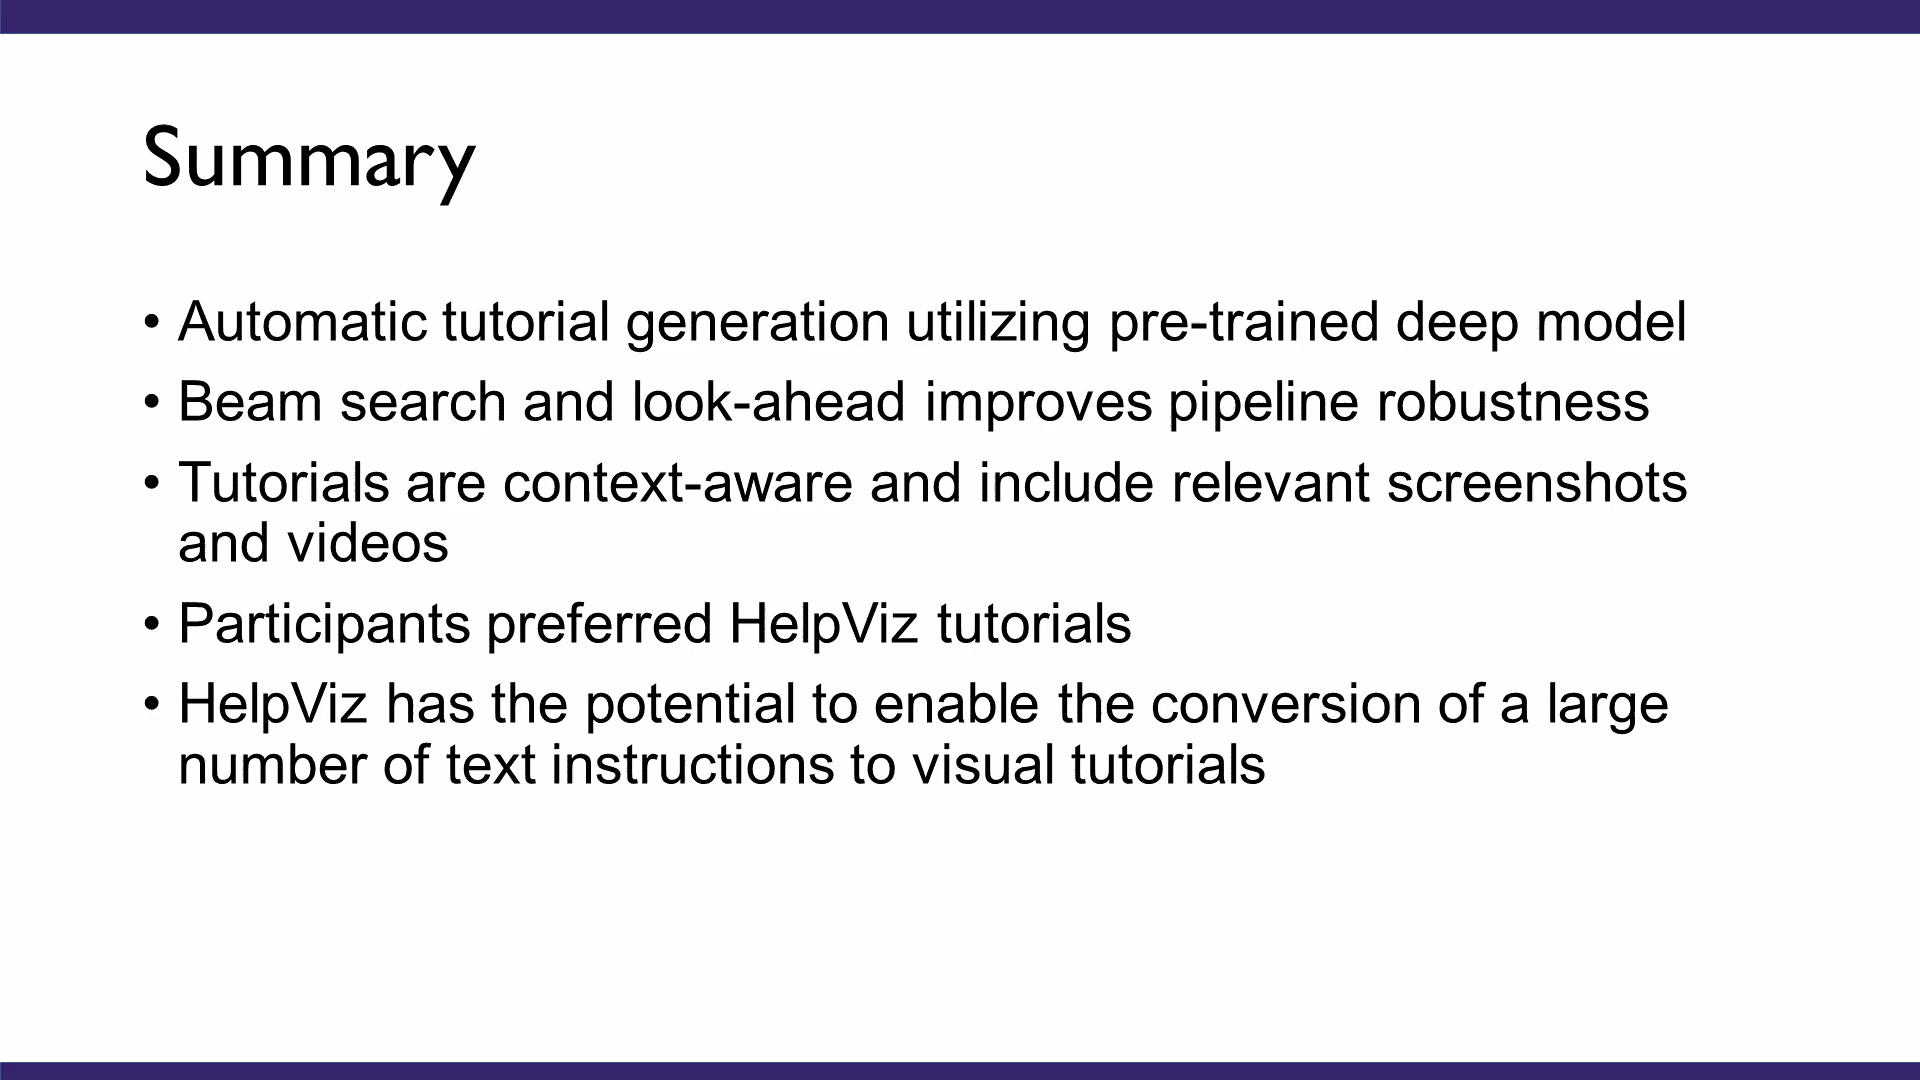 Summary
• Automatic tutorial generation utilizing pre-trained deep model
• Beam search and look-ahead improves pipeline robustness
• Tutorials are context-aware and include relevant screenshots
and videos
• Participants preferred HelpViz tutorials
• HelpViz has the potential to enable the conversion of a large
number of text instructions to visual tutorials